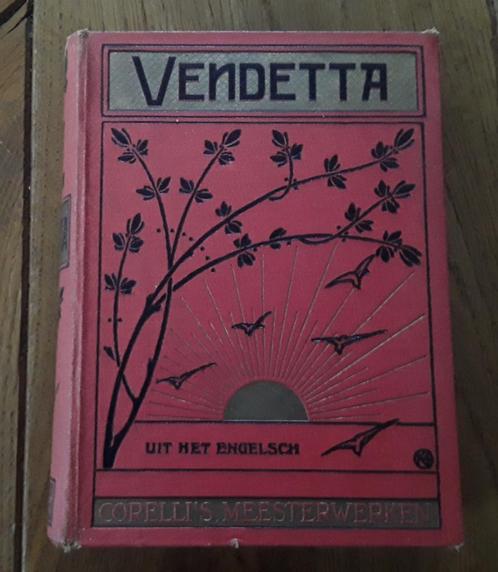 VENDETTA
UIT HET ENGELSCH
CORELLI'S MEESTERWERKEN